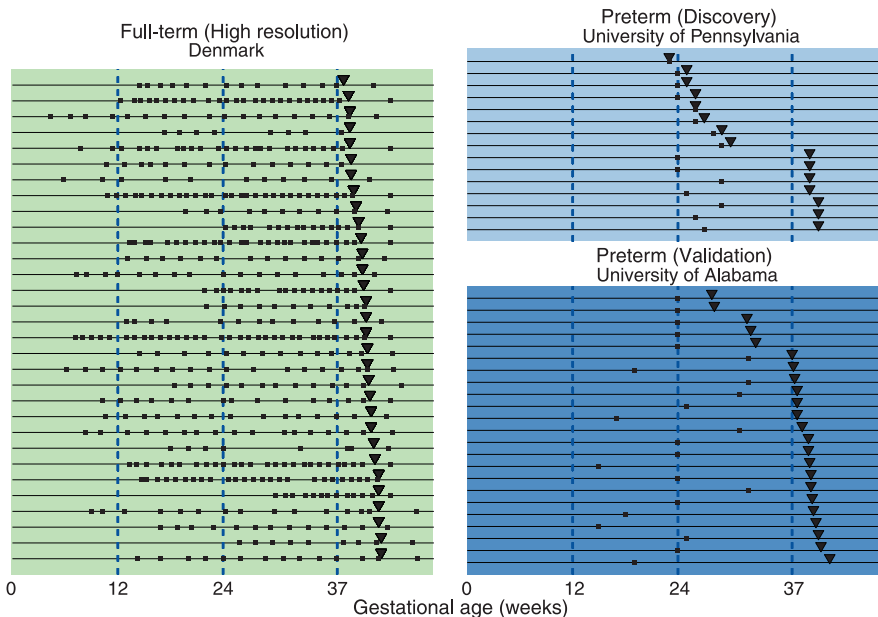 Full-term (High resolution)
Denmark
Preterm (Discovery)
University of Pennsylvania
Preterm (Validation)
University of Alabama
0 12 24 37 0 12 24 37
Gestational age (weeks)